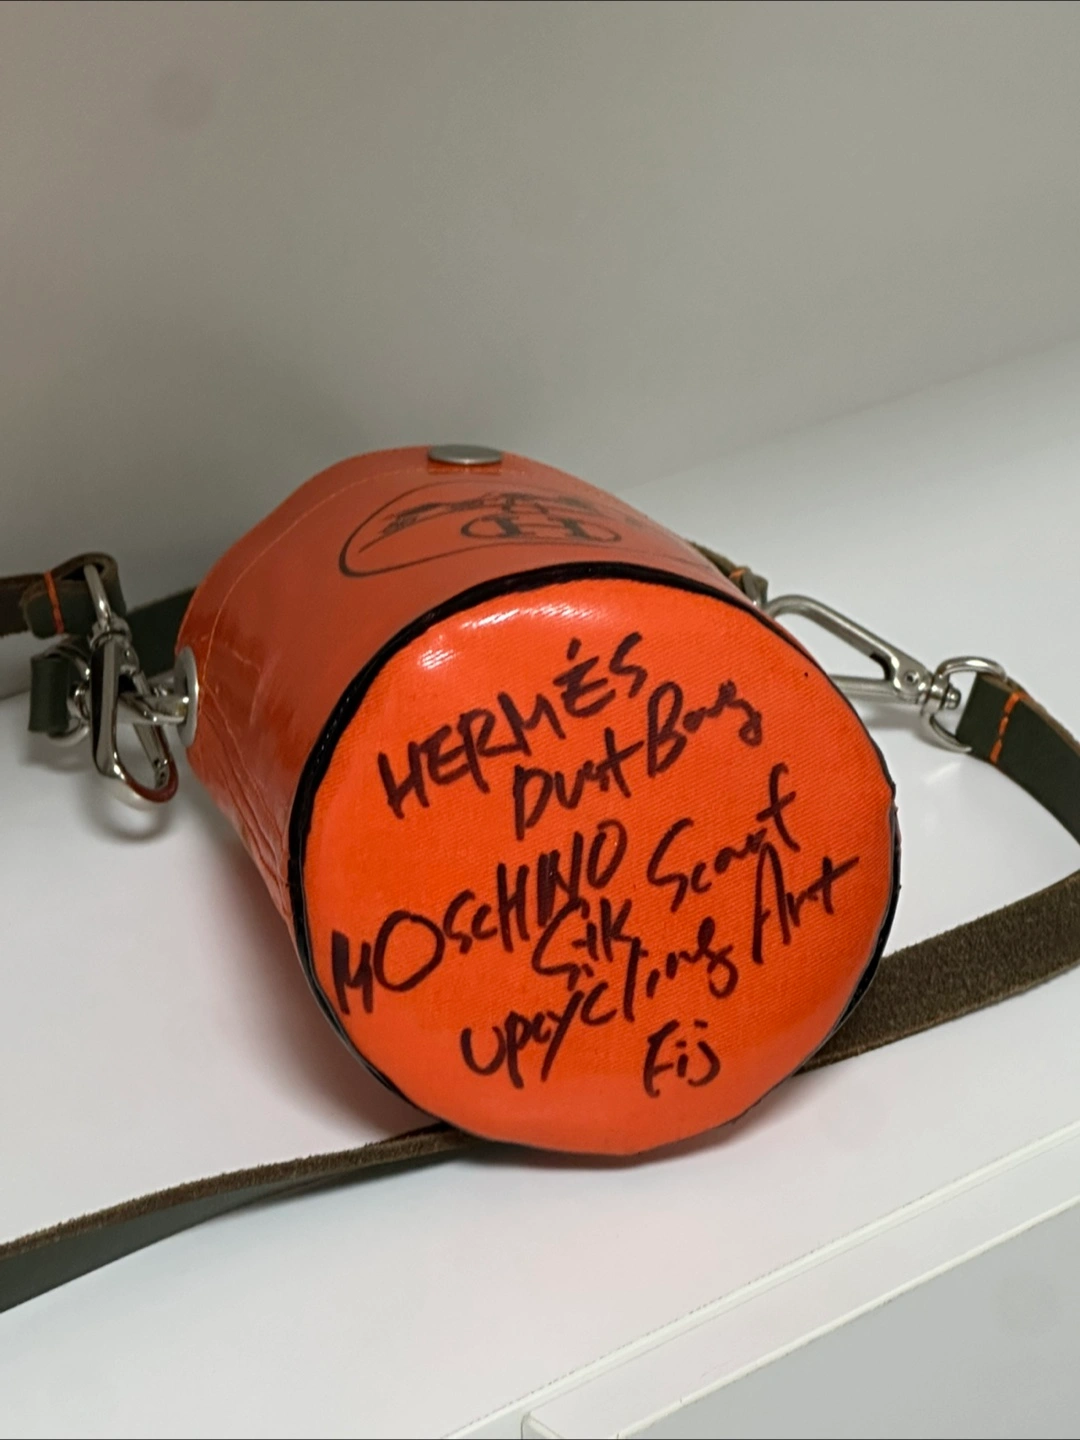 H
HERMÉS
Dust Bag
MOSCHINO Scarf
Silk
Upcycling Art
Eij